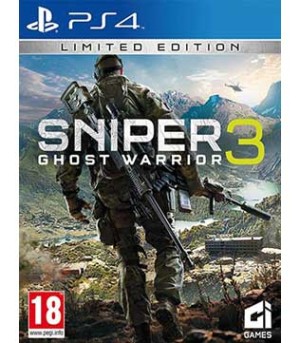 PS4
LIMITED EDITION
SNIPER 3
GHOST WARRIOR
18
www.pegi.info
CI
GAMES